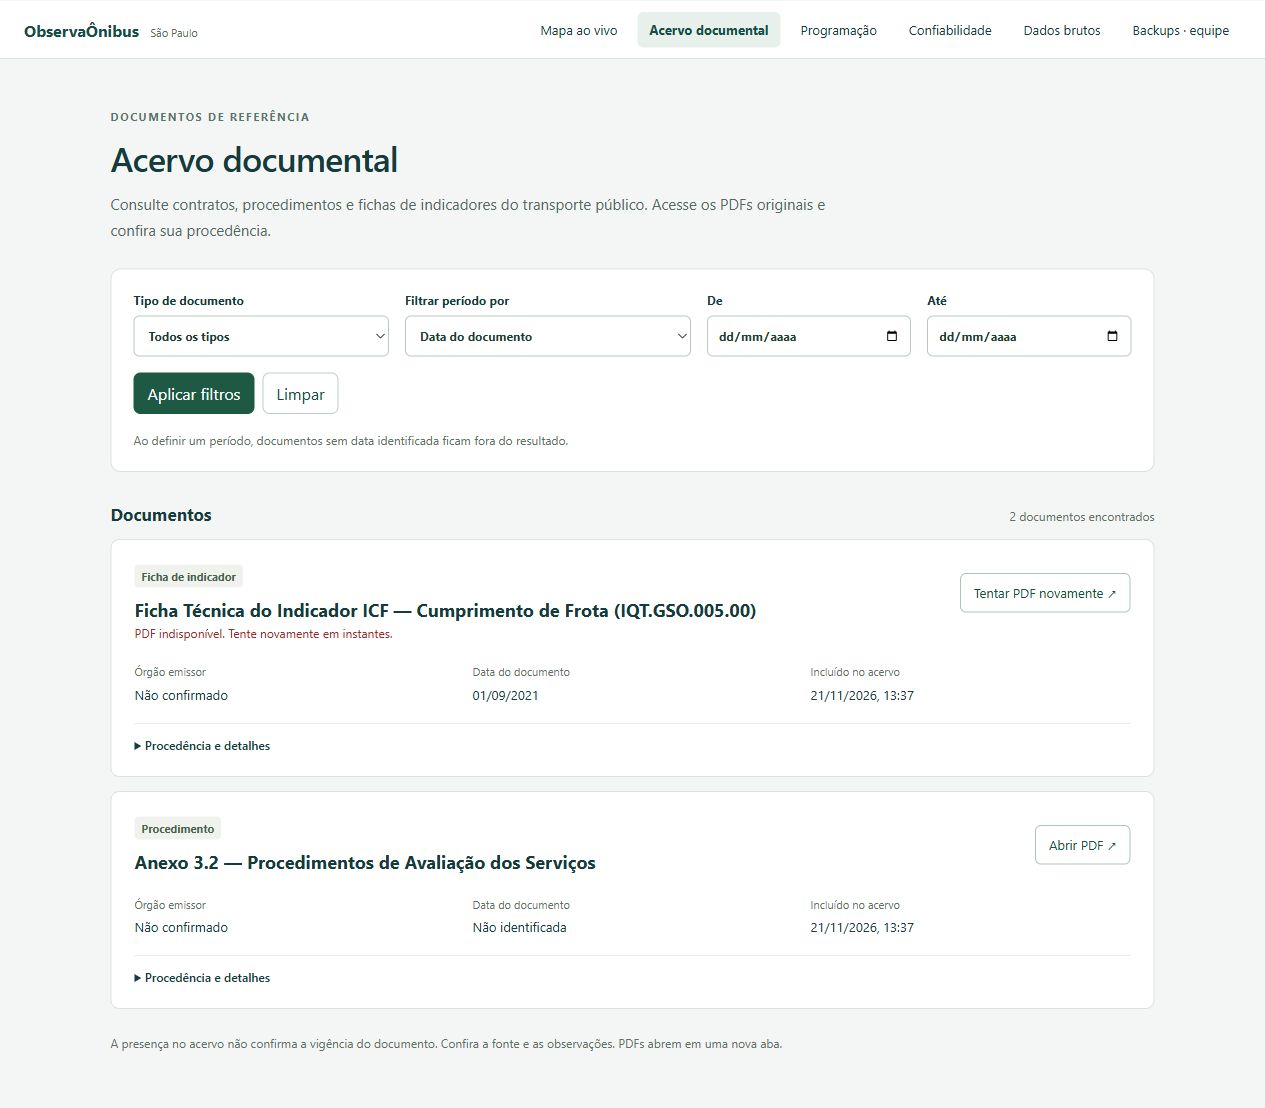 ObservaÔnibus São Paulo Mapa ao vivo Acervo documental Programação Confiabilidade Dados brutos Backups · equipe
DOCUMENTOS DE REFERÊNCIA
Acervo documental
Consulte contratos, procedimentos e fichas de indicadores do transporte público. Acesse os PDFs originais e
confira sua procedência.
Tipo de documento Filtrar período por De Até
Todos os tipos Data do documento dd/mm/aaaa dd/mm/aaaa
Aplicar filtros Limpar
Ao definir um período, documentos sem data identificada ficam fora do resultado.
Documentos 2 documentos encontrados
Ficha de indicador
Tentar PDF novamente ↗
Ficha Técnica do Indicador ICF — Cumprimento de Frota (IQT.GSO.005.00)
PDF indisponível. Tente novamente em instantes.
Órgão emissor Data do documento Incluído no acervo
Não confirmado 01/09/2021 21/11/2026, 13:37
▶ Procedência e detalhes
Procedimento
Abrir PDF ↗
Anexo 3.2 — Procedimentos de Avaliação dos Serviços
Órgão emissor Data do documento Incluído no acervo
Não confirmado Não identificada 21/11/2026, 13:37
▶ Procedência e detalhes
A presença no acervo não confirma a vigência do documento. Confira a fonte e as observações. PDFs abrem em uma nova aba.